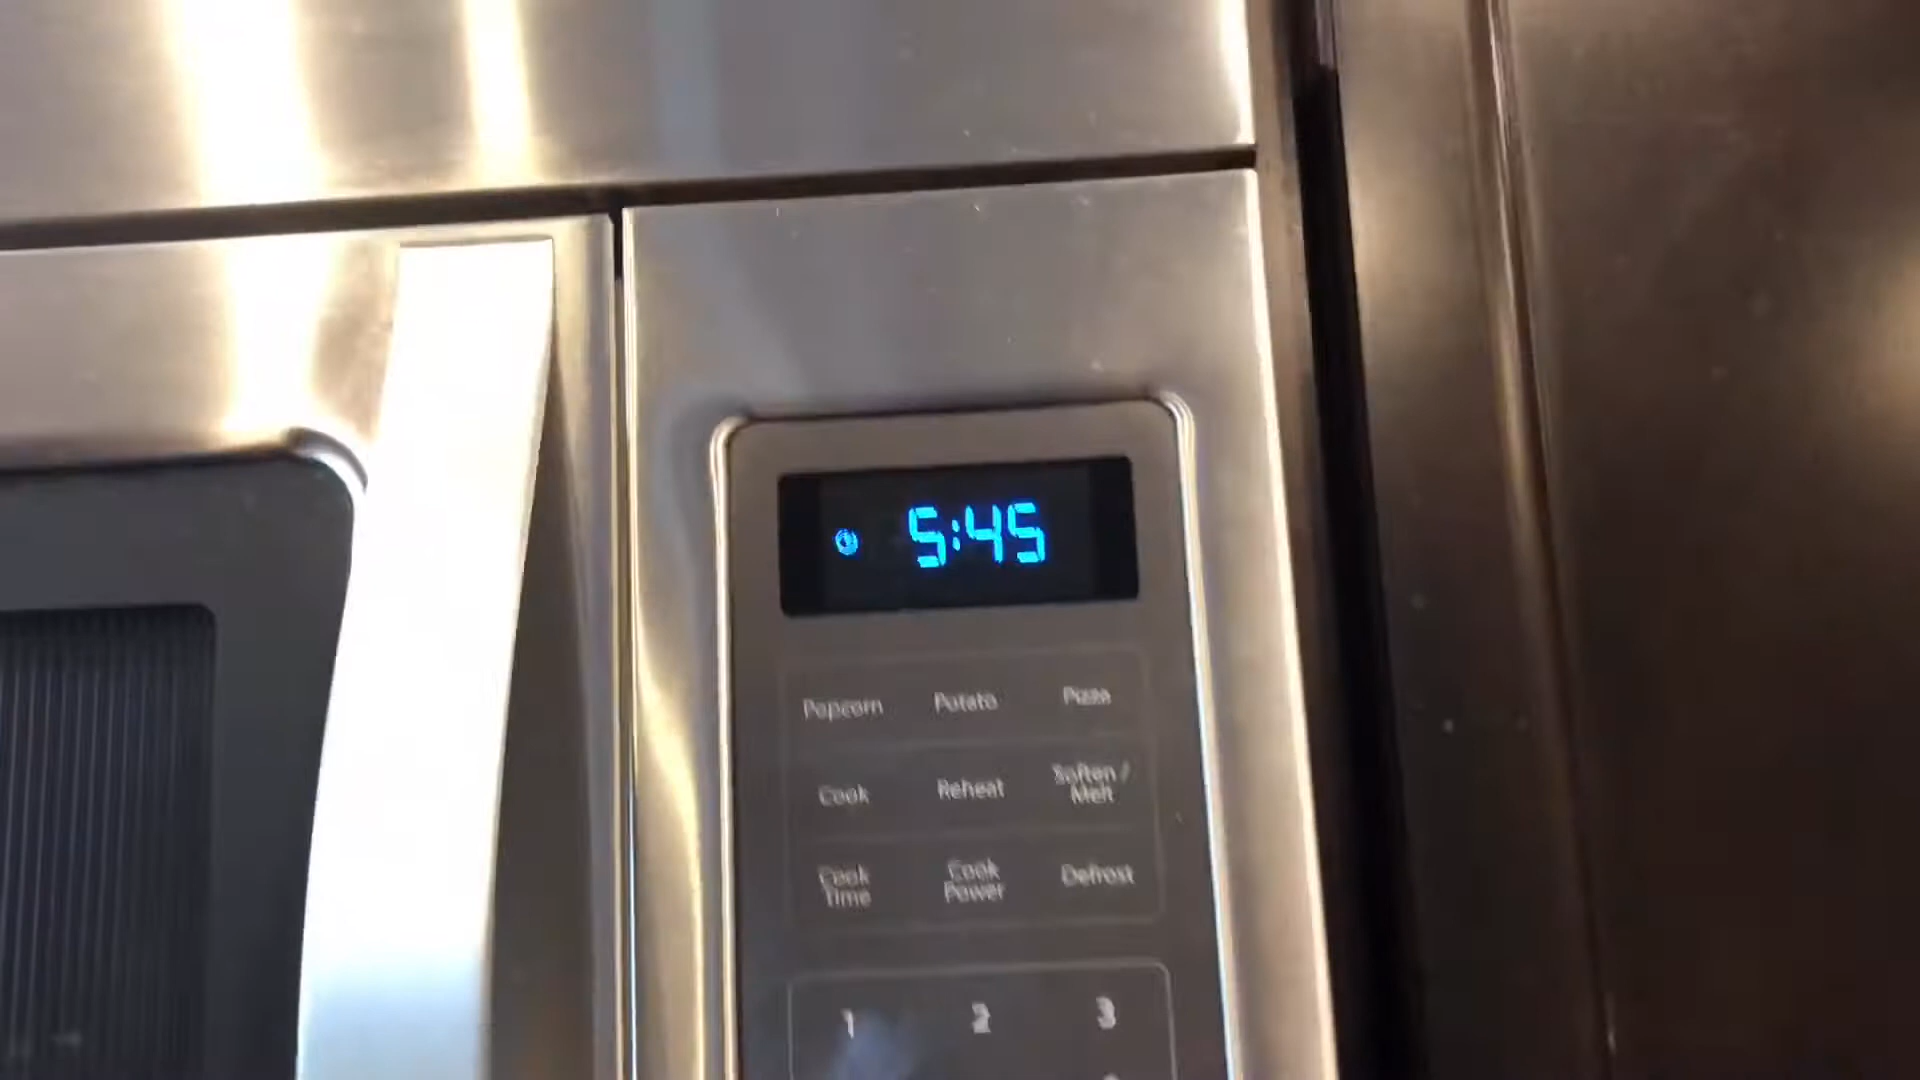 5:45
Popcorn Potato Pizza
Cook Reheat Soften /
Melt
Cook Cook Defrost
Time Power
1 2 3